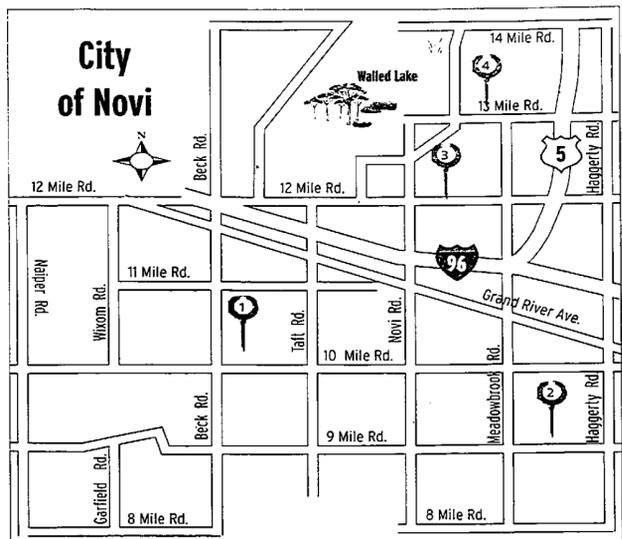 City
of Novi
14 Mile Rd.
4
Walled Lake
13 Mile Rd.
N
Beck Rd.
3
5
Haggerty Rd.
12 Mile Rd.
12 Mile Rd.
96
Naiper Rd.
11 Mile Rd.
Wixom Rd.
1
Taft Rd.
Novi Rd.
Grand River Ave.
10 Mile Rd.
Meadowbrook Rd.
2
Haggerty Rd
Beck Rd.
9 Mile Rd.
Garfield Rd.
8 Mile Rd.
8 Mile Rd.